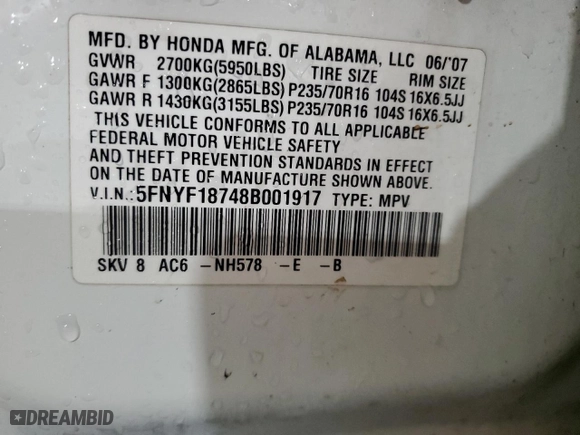 MFD. BY HONDA MFG. OF ALABAMA, LLC 06/'07
GVWR 2700KG(5950LBS) TIRE SIZE RIM SIZE
GAWR F 1300KG(2865LBS) P235/70R16 104S 16X6.5JJ
GAWR R 1430KG(3155LBS) P235/70R16 104S 16X6.5JJ
THIS VEHICLE CONFORMS TO ALL APPLICABLE
FEDERAL MOTOR VEHICLE SAFETY
AND THEFT PREVENTION STANDARDS IN EFFECT
ON THE DATE OF MANUFACTURE SHOWN ABOVE.
V.I.N.: 5FNYF18748B001917 TYPE: MPV
SKV 8 AC6 -NH578 -E -B
DREAMBID